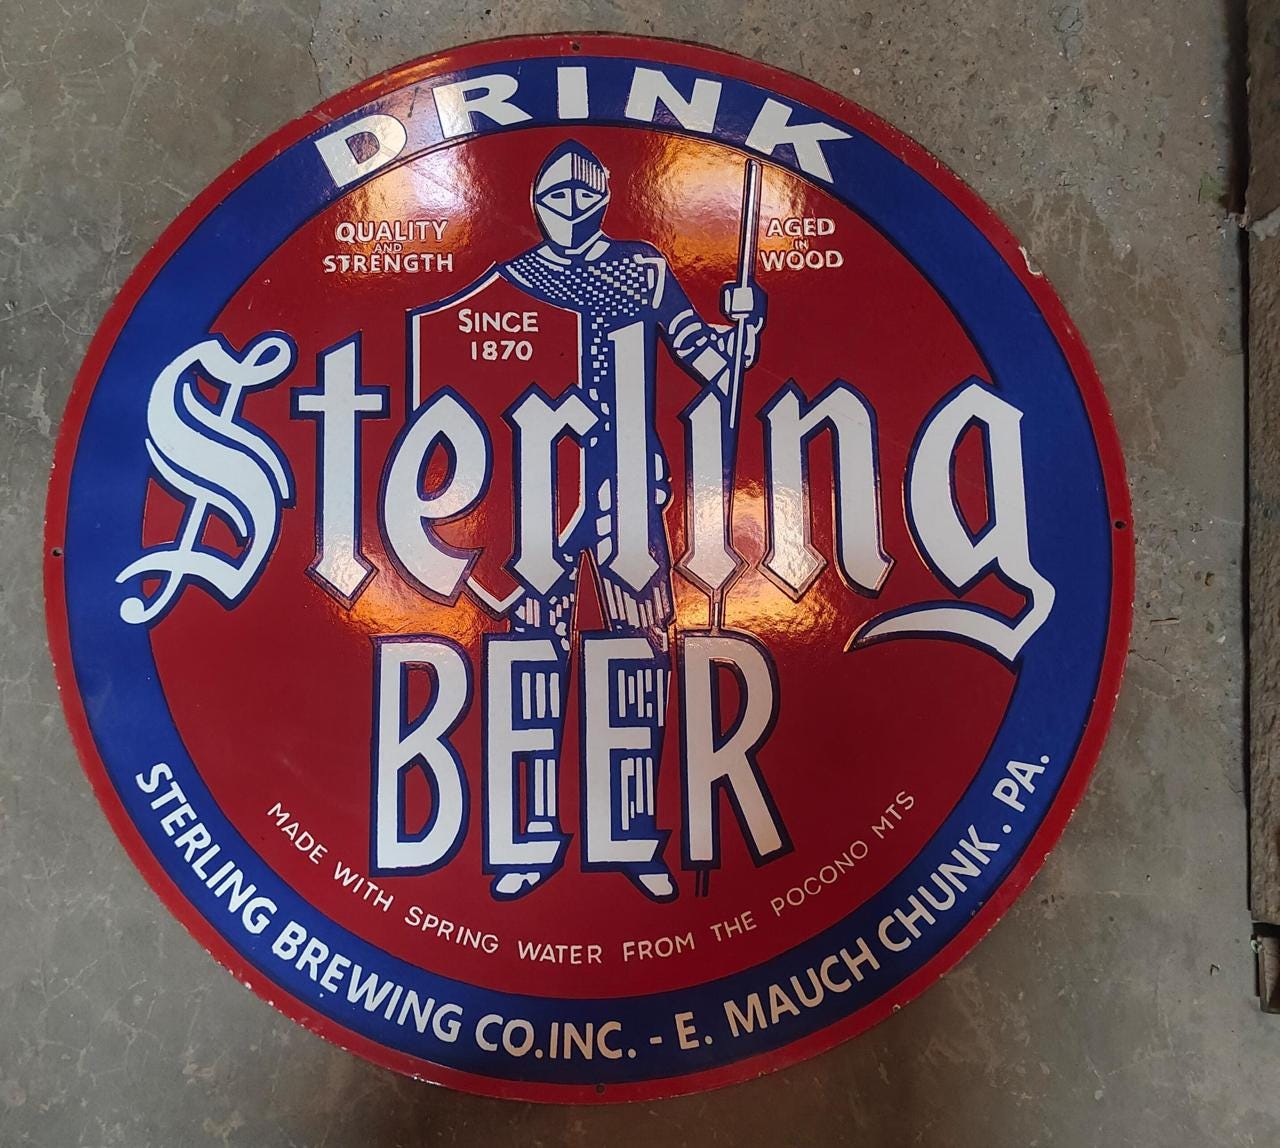 DRINK
QUALITY
AND
STRENGTH
AGED
IN
WOOD
SINCE
1870
Sterling
BEER
MADE WITH SPRING WATER FROM THE POCONO MTS
STERLING BREWING CO.INC. - E. MAUCH CHUNK . PA.